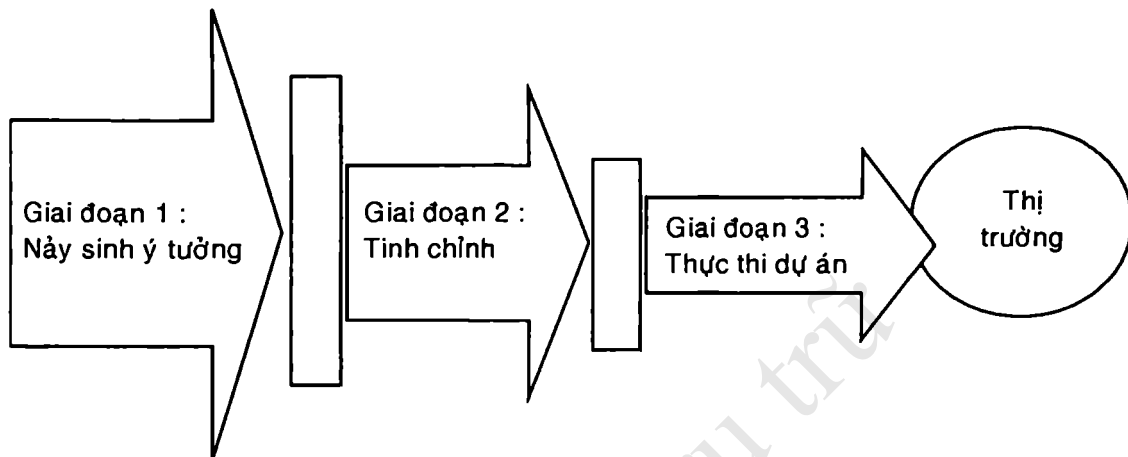 Giai đoạn 1 :
Nảy sinh ý tưởng
Giai đoạn 2 :
Tinh chỉnh
Giai đoạn 3 :
Thực thi dự án
Thị
trường
trữ